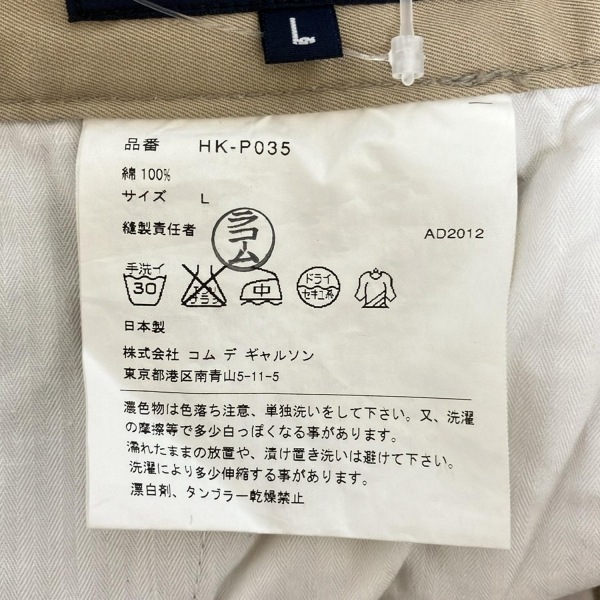 L
品番 HK-P035
綿 100%
サイズ L
縫製責任者 ラコーム AD2012
手洗イ
30 エンソサラシ 中 ドライ セキユ系
日本製
株式会社 コム デ ギャルソン
東京都港区南青山5-11-5
濃色物は色落ち注意、単独洗いをして下さい。又、洗濯
の摩擦等で多少白っぽくなる事があります。
濡れたままの放置や、漬け置き洗いは避けて下さい。
洗濯により多少伸縮する事があります。
漂白剤、タンブラー乾燥禁止